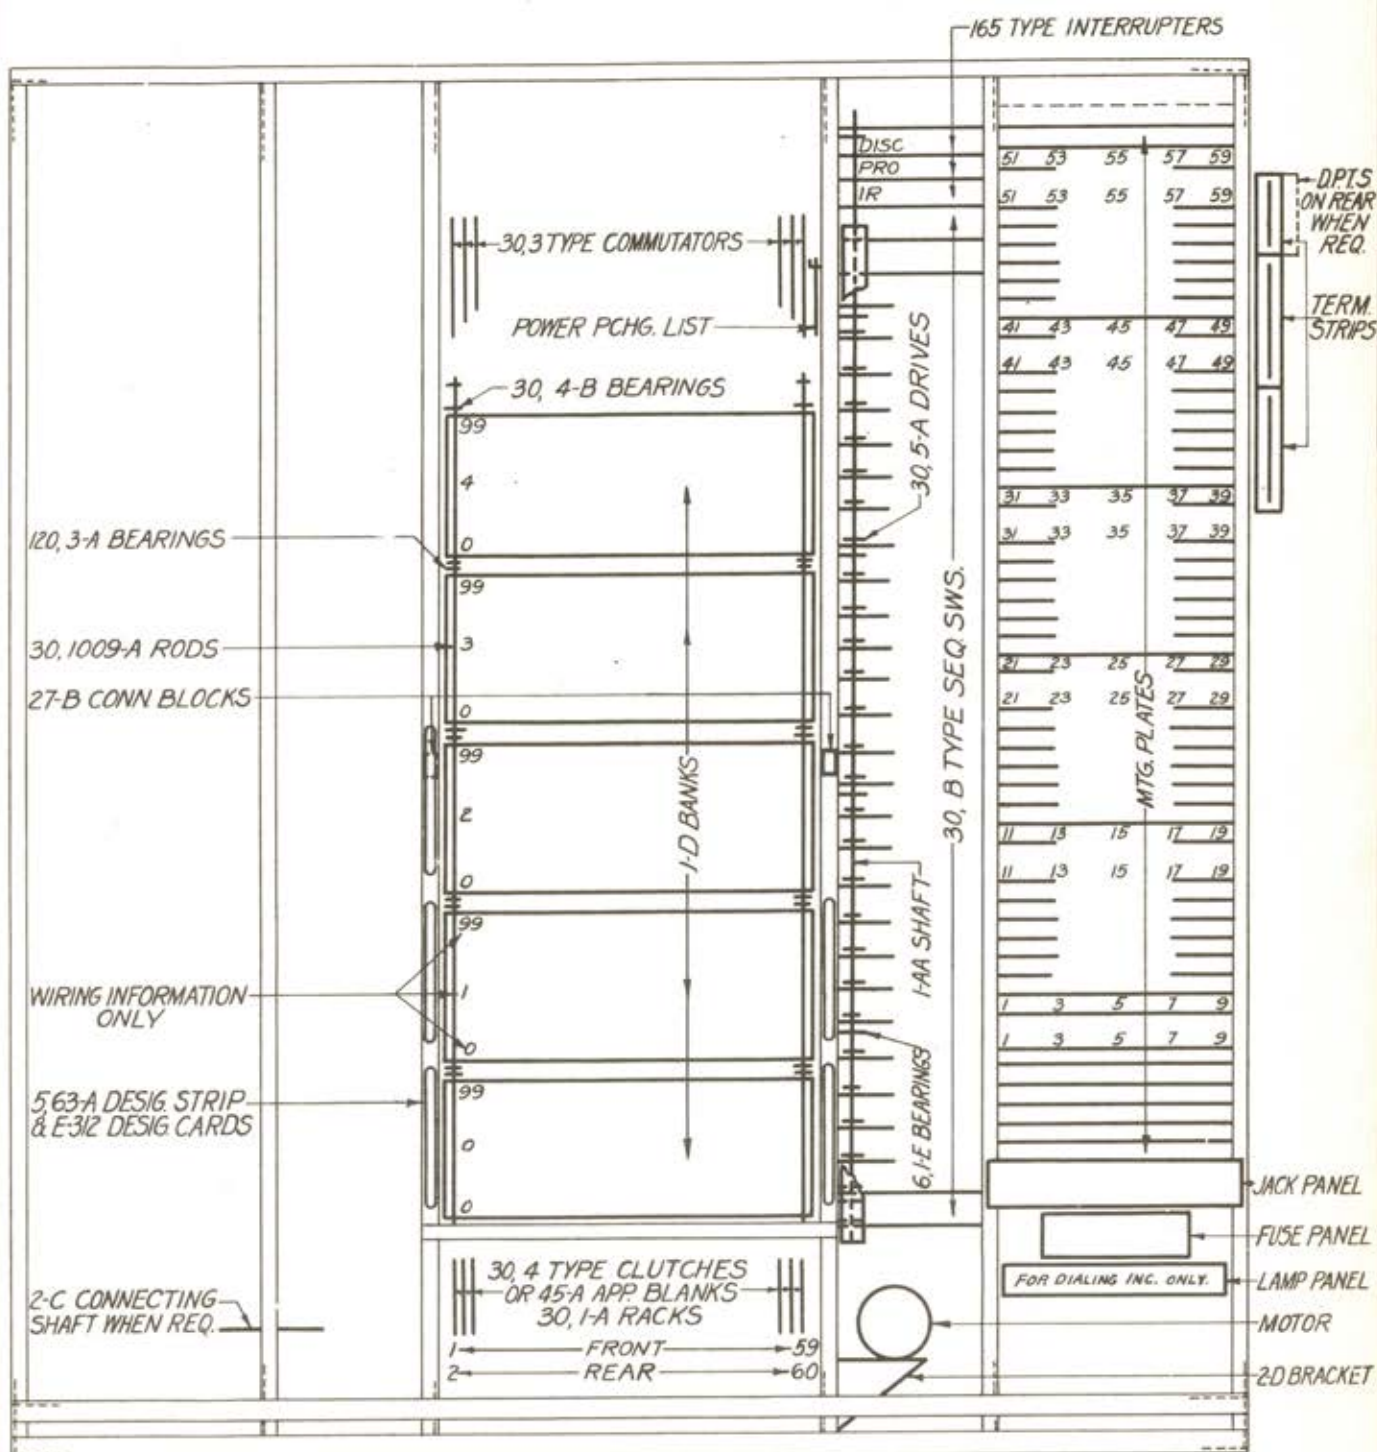 165 TYPE INTERRUPTERS
DISC
PRO
IR
51 53 55 57 59
51 53 55 57 59
D.P.T.S
ON REAR
WHEN
REQ.
30,3 TYPE COMMUTATORS
POWER PCHG. LIST
TERM.
STRIPS
41 43 45 47 49
41 43 45 47 49
30, 4-B BEARINGS
30,5-A DRIVES
99
4
0
31 33 35 37 39
31 33 35 37 39
120, 3-A BEARINGS
99
3
0
30, 1009-A RODS
30, B TYPE SEQ. SWS.
21 23 25 27 29
21 23 25 27 29
27-B CONN. BLOCKS
99
2
0
1-D BANKS
MTG. PLATES
11 13 15 17 19
11 13 15 17 19
1-AA SHAFT
99
1
0
WIRING INFORMATION
ONLY
1 3 5 7 9
1 3 5 7 9
6,1-E BEARINGS
5,63-A DESIG. STRIP
& E-312 DESIG. CARDS
99
0
0
JACK PANEL
FUSE PANEL
FOR DIALING INC. ONLY.
LAMP PANEL
30, 4 TYPE CLUTCHES
OR 45-A APP. BLANKS
30, 1-A RACKS
2-C CONNECTING
SHAFT WHEN REQ.
MOTOR
1 FRONT 59
2 REAR 60
2-D BRACKET